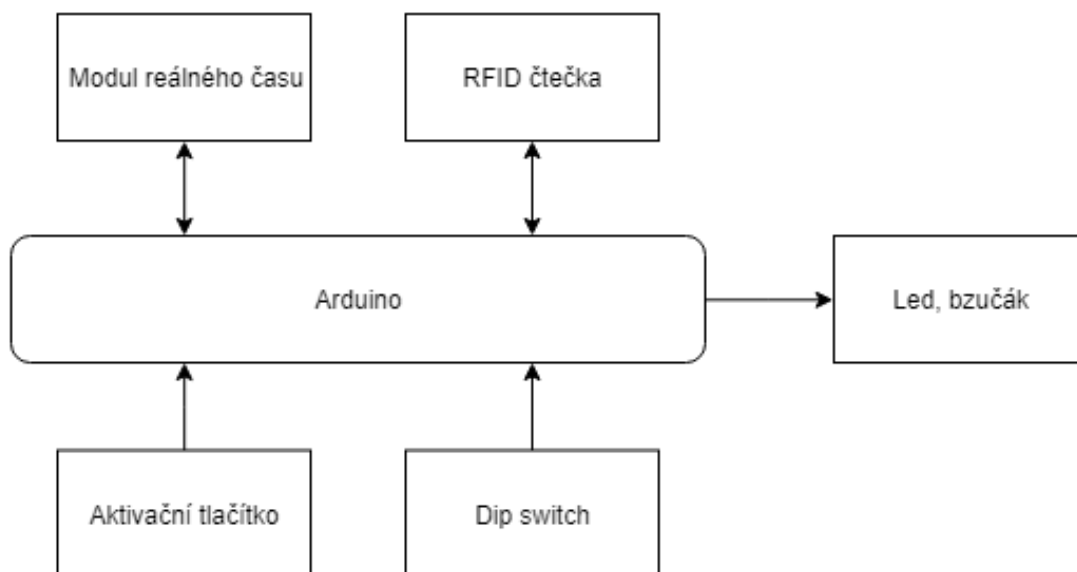 Modul reálného času
RFID čtečka
Arduino
Led, bzučák
Aktivační tlačítko
Dip switch